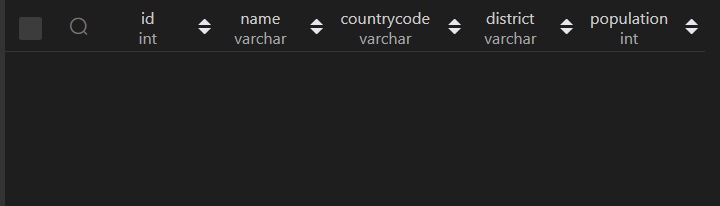 id name countrycode district population
int varchar varchar varchar int